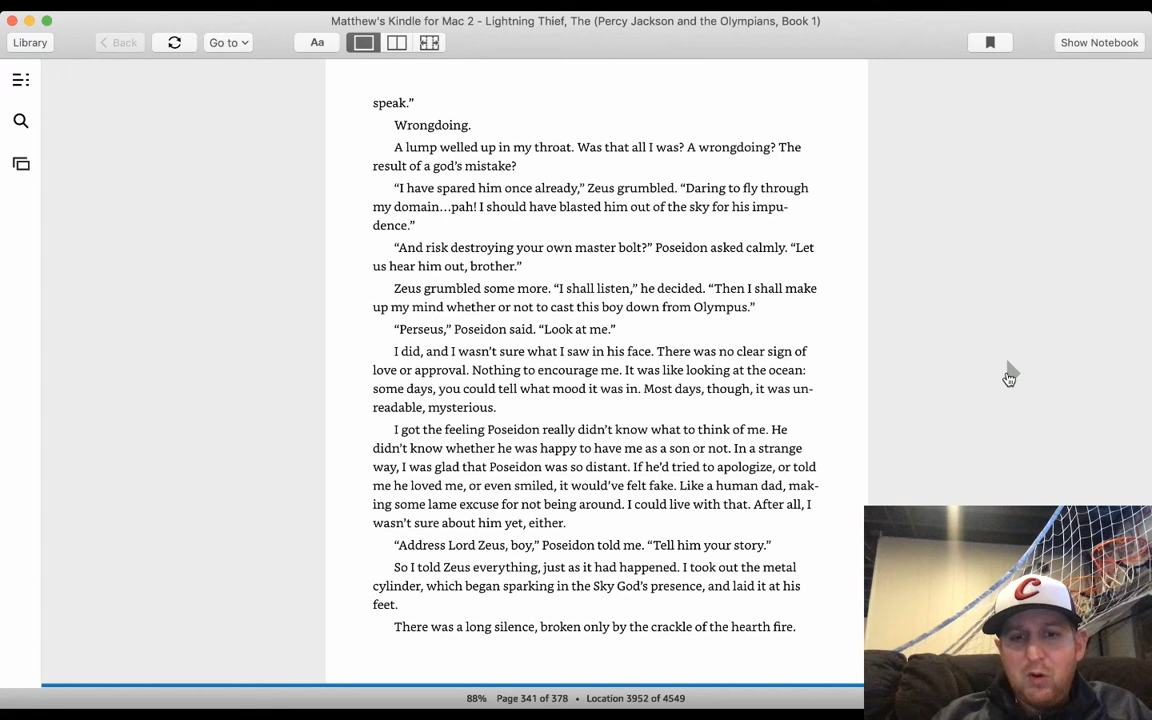 Matthew's Kindle for Mac 2 - Lightning Thief, The (Percy Jackson and the Olympians, Book 1)
Library
Back
Go to
Aa
Show Notebook
speak.”
Wrongdoing.
A lump welled up in my throat. Was that all I was? A wrongdoing? The
result of a god’s mistake?
“I have spared him once already,” Zeus grumbled. “Daring to fly through
my domain…pah! I should have blasted him out of the sky for his impu-
dence.”
“And risk destroying your own master bolt?” Poseidon asked calmly. “Let
us hear him out, brother.”
Zeus grumbled some more. “I shall listen,” he decided. “Then I shall make
up my mind whether or not to cast this boy down from Olympus.”
“Perseus,” Poseidon said. “Look at me.”
I did, and I wasn’t sure what I saw in his face. There was no clear sign of
love or approval. Nothing to encourage me. It was like looking at the ocean:
some days, you could tell what mood it was in. Most days, though, it was un-
readable, mysterious.
I got the feeling Poseidon really didn’t know what to think of me. He
didn’t know whether he was happy to have me as a son or not. In a strange
way, I was glad that Poseidon was so distant. If he’d tried to apologize, or told
me he loved me, or even smiled, it would’ve felt fake. Like a human dad, mak-
ing some lame excuse for not being around. I could live with that. After all, I
wasn’t sure about him yet, either.
“Address Lord Zeus, boy,” Poseidon told me. “Tell him your story.”
So I told Zeus everything, just as it had happened. I took out the metal
cylinder, which began sparking in the Sky God’s presence, and laid it at his
feet.
There was a long silence, broken only by the crackle of the hearth fire.
C
88% Page 341 of 378 • Location 3952 of 4549